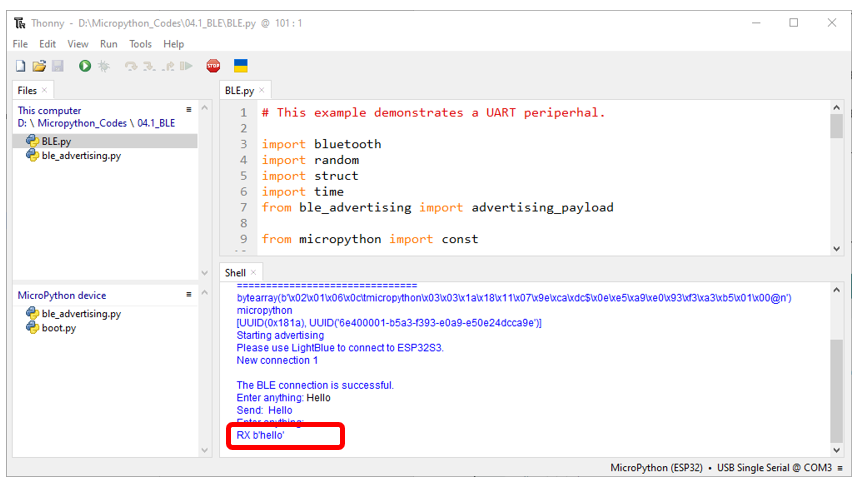 Thonny - D:\Micropython_Codes\04.1_BLE\BLE.py @ 101 : 1
File Edit View Run Tools Help
STOP
Files ×
This computer
D: \ Micropython_Codes \ 04.1_BLE
BLE.py
ble_advertising.py
MicroPython device
ble_advertising.py
boot.py
BLE.py ×
1 # This example demonstrates a UART periperhal.
2
3 import bluetooth
4 import random
5 import struct
6 import time
7 from ble_advertising import advertising_payload
8
9 from micropython import const
Shell ×
================================
bytearray(b'\x02\x01\x06\x0c\tmicropython\x03\x03\x1a\x18\x11\x07\x9e\xca\xdc$\x0e\xe5\xa9\xe0\x93\xf3\xa3\xb5\x01\x00@n')
micropython
[UUID(0x181a), UUID('6e400001-b5a3-f393-e0a9-e50e24dcca9e')]
Starting advertising
Please use LightBlue to connect to ESP32S3.
New connection 1
The BLE connection is successful.
Enter anything: Hello
Send: Hello
Enter anything:
RX b'hello'
MicroPython (ESP32) • USB Single Serial @ COM3 ≡